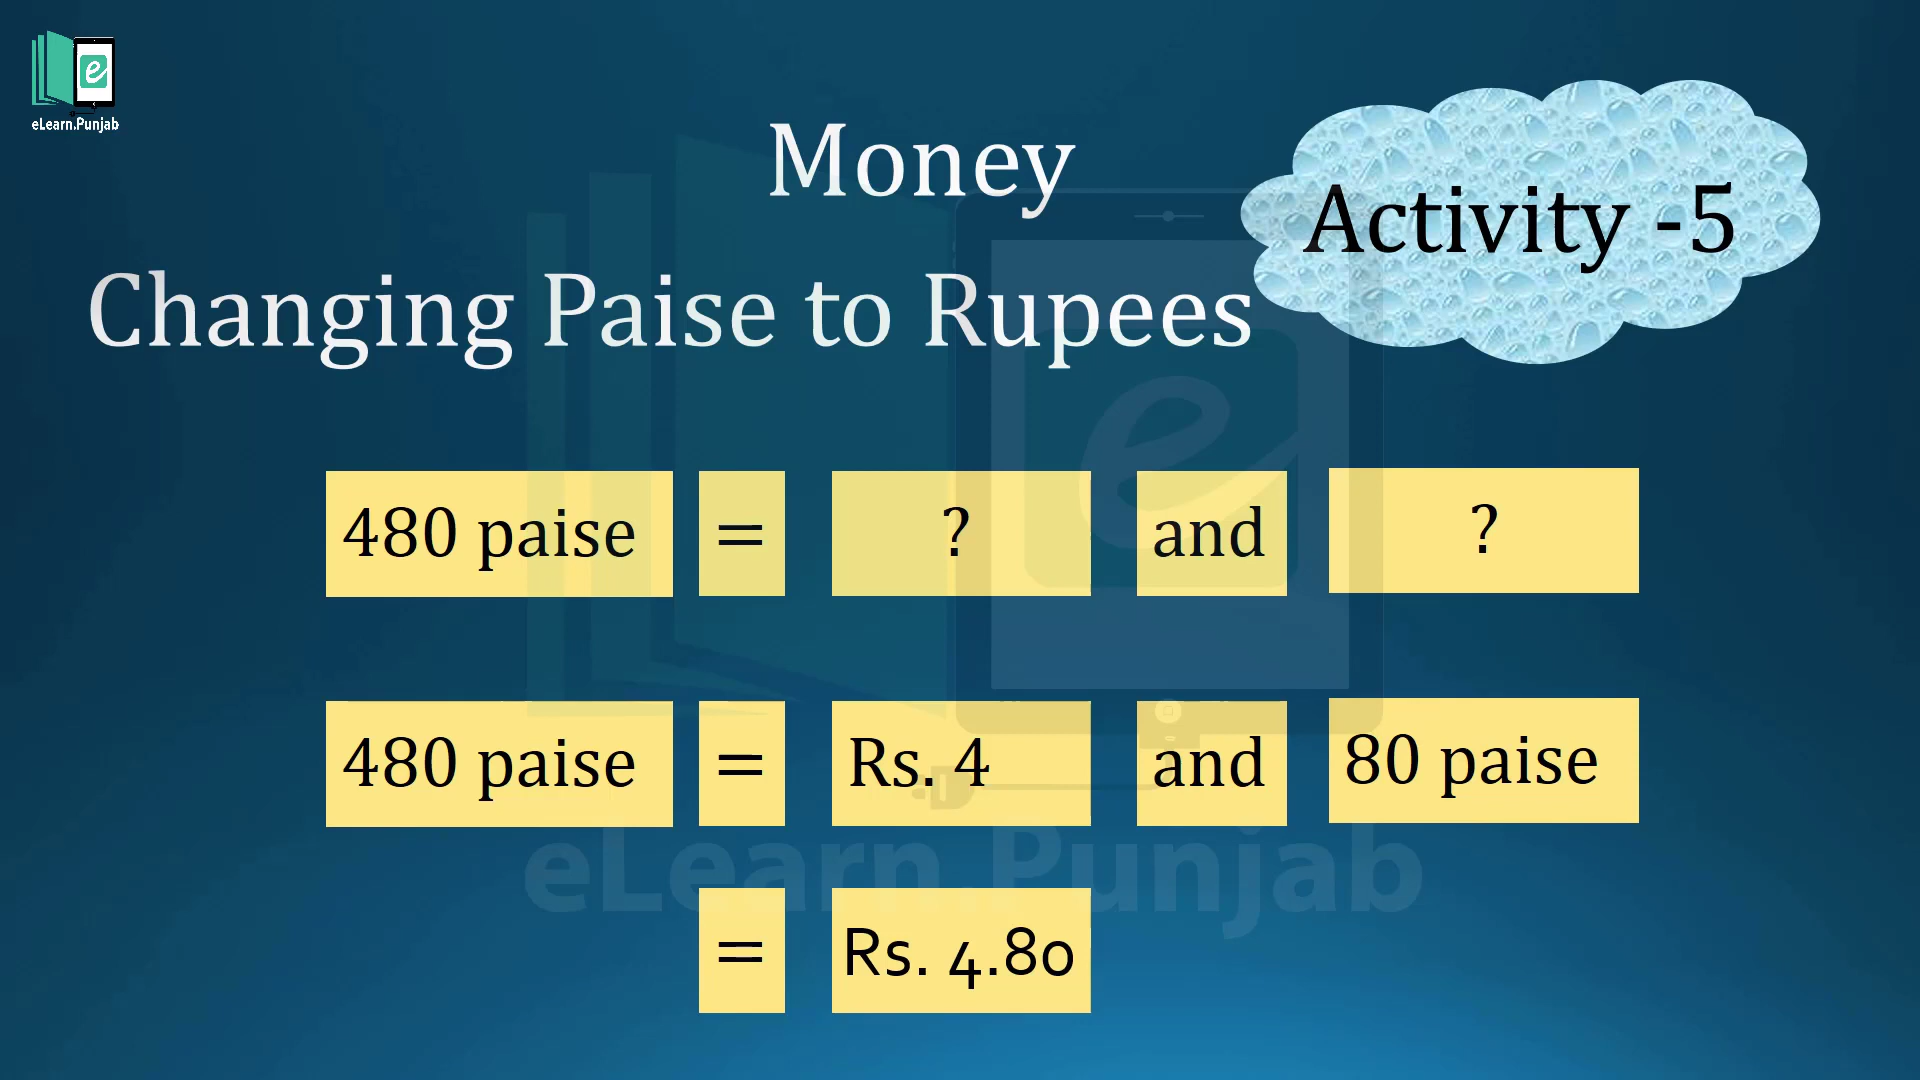 eLearn.Punjab
Money
Activity -5
Changing Paise to Rupees
480 paise = ? and ?
480 paise = Rs. 4 and 80 paise
eLearn.Punjab
= Rs. 4.80